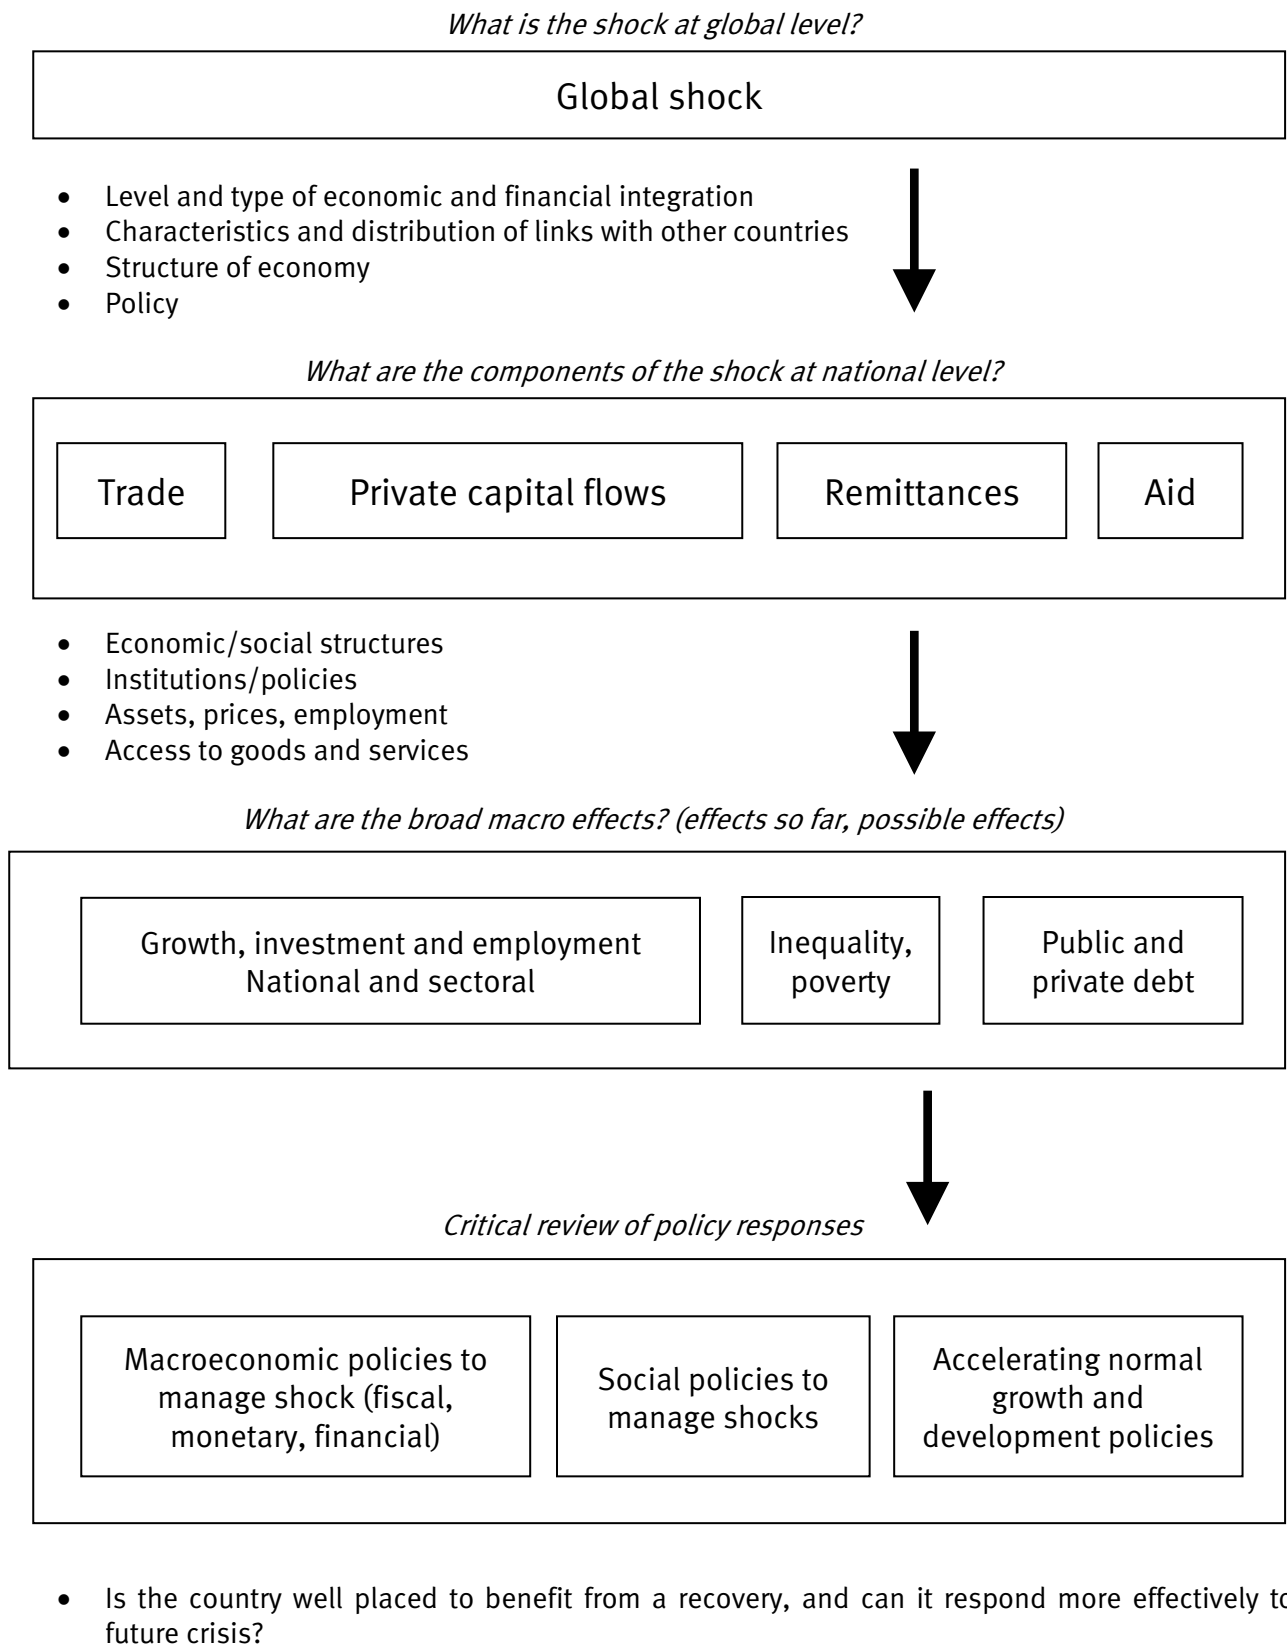 What is the shock at global level?
Global shock
• Level and type of economic and financial integration
• Characteristics and distribution of links with other countries
• Structure of economy
• Policy
What are the components of the shock at national level?
Trade
Private capital flows
Remittances
Aid
• Economic/social structures
• Institutions/policies
• Assets, prices, employment
• Access to goods and services
What are the broad macro effects? (effects so far, possible effects)
Growth, investment and employment
National and sectoral
Inequality,
poverty
Public and
private debt
Critical review of policy responses
Macroeconomic policies to
manage shock (fiscal,
monetary, financial)
Social policies to
manage shocks
Accelerating normal
growth and
development policies
• Is the country well placed to benefit from a recovery, and can it respond more effectively to
future crisis?